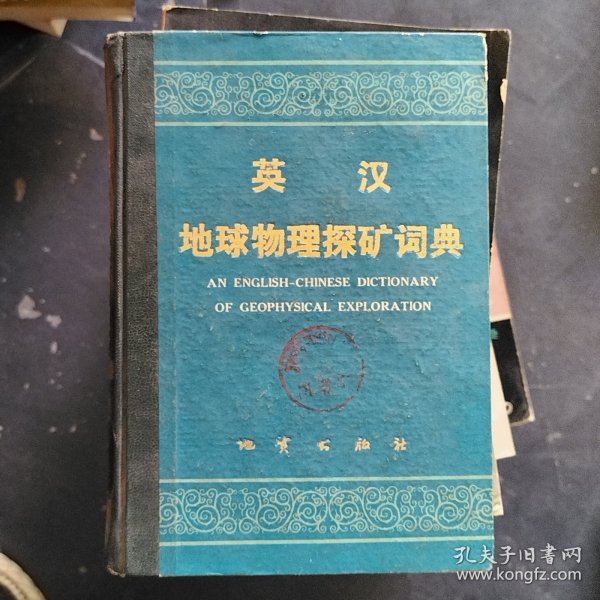 英 汉
地球物理探矿词典
AN ENGLISH-CHINESE DICTIONARY
OF GEOPHYSICAL EXPLORATION
地质出版社
孔夫子旧书网
www.kongfz.com